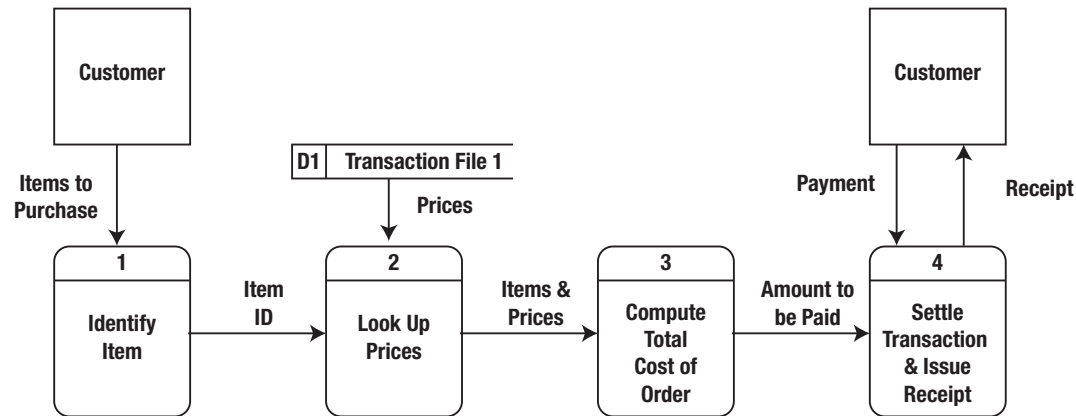 Customer
Customer
D1 Transaction File 1
Items to
Purchase
Prices
Payment
Receipt
1
Identify
Item
Item
ID
2
Look Up
Prices
Items &
Prices
3
Compute
Total
Cost of
Order
Amount to
be Paid
4
Settle
Transaction
& Issue
Receipt